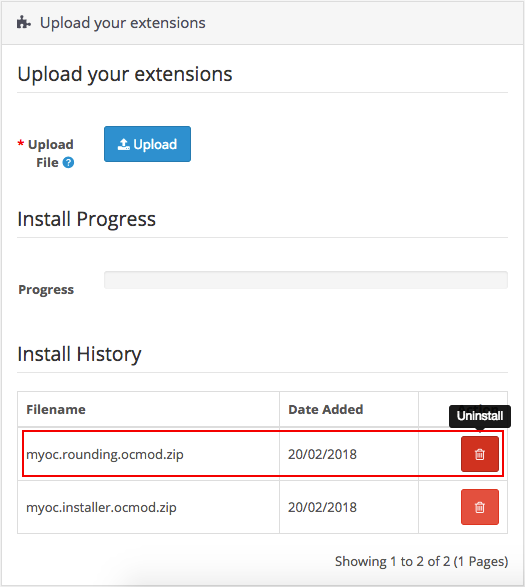 Upload your extensions
Upload your extensions
* Upload File
Upload
Install Progress
Progress
Install History
Filename Date Added
Uninstall
myoc.rounding.ocmod.zip 20/02/2018
myoc.installer.ocmod.zip 20/02/2018
Showing 1 to 2 of 2 (1 Pages)